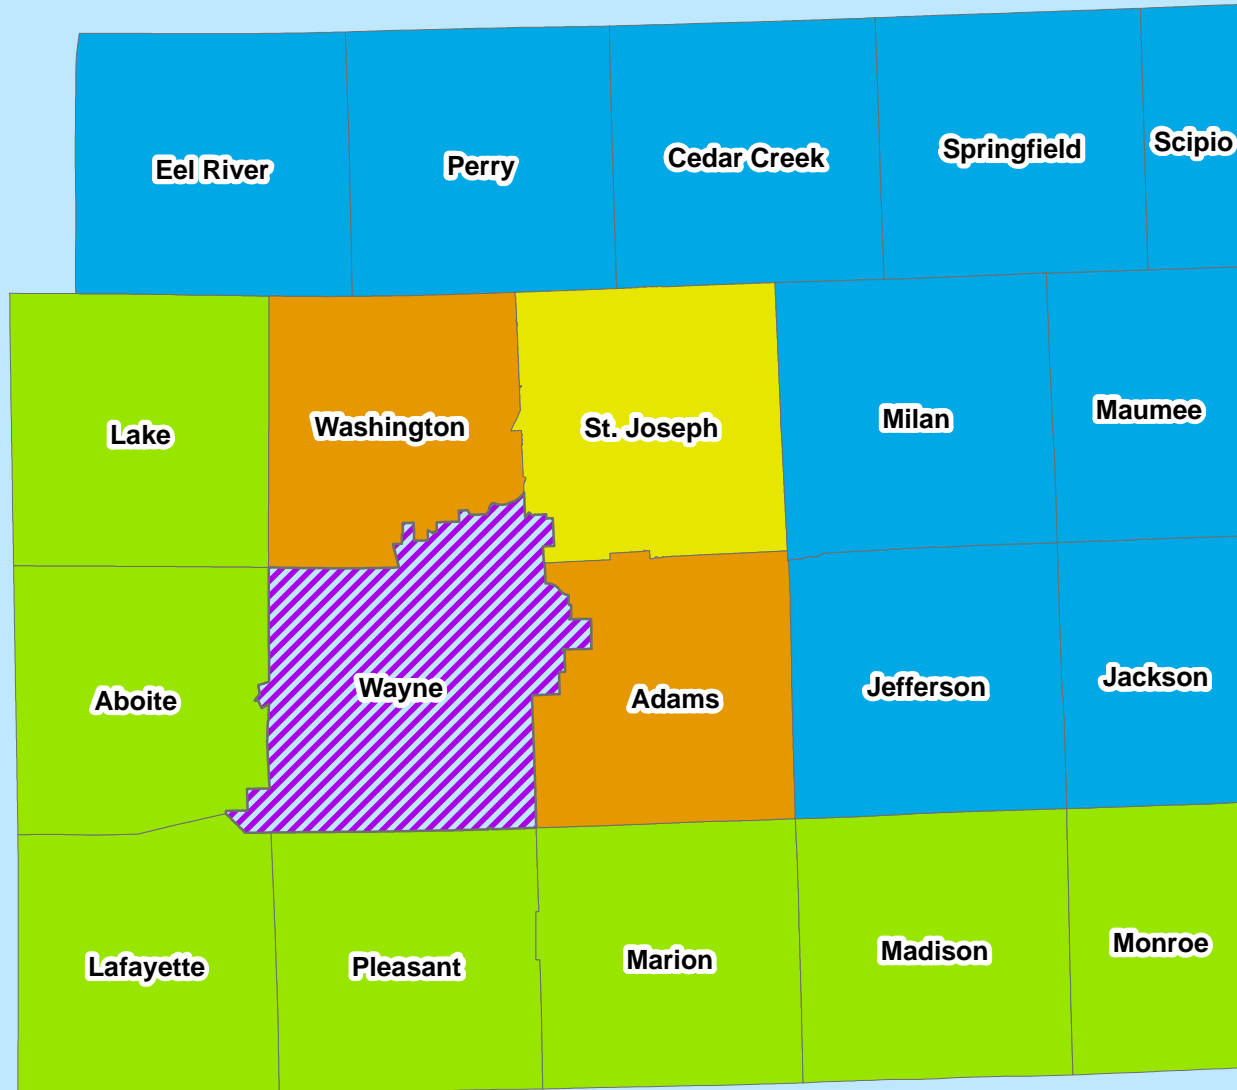 Eel River
Perry
Cedar Creek
Springfield
Scipio
Lake
Washington
St. Joseph
Milan
Maumee
Aboite
Wayne
Adams
Jefferson
Jackson
Lafayette
Pleasant
Marion
Madison
Monroe